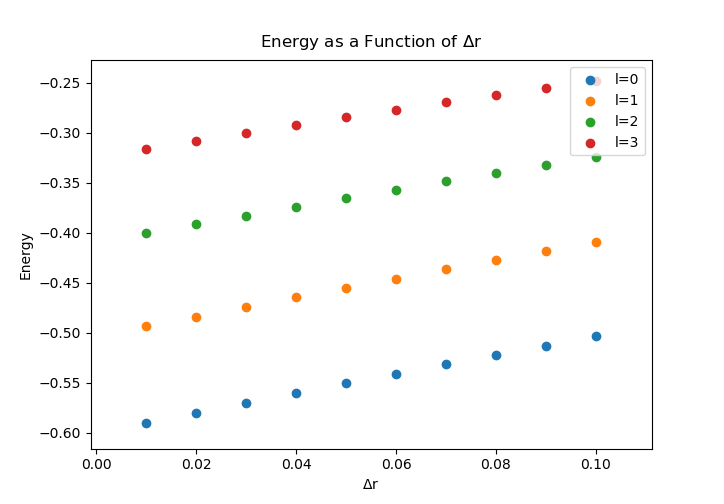 Energy as a Function of Δr
l=0
l=1
l=2
l=3
−0.25
−0.30
−0.35
−0.40
−0.45
−0.50
−0.55
−0.60
Energy
0.00 0.02 0.04 0.06 0.08 0.10
Δr